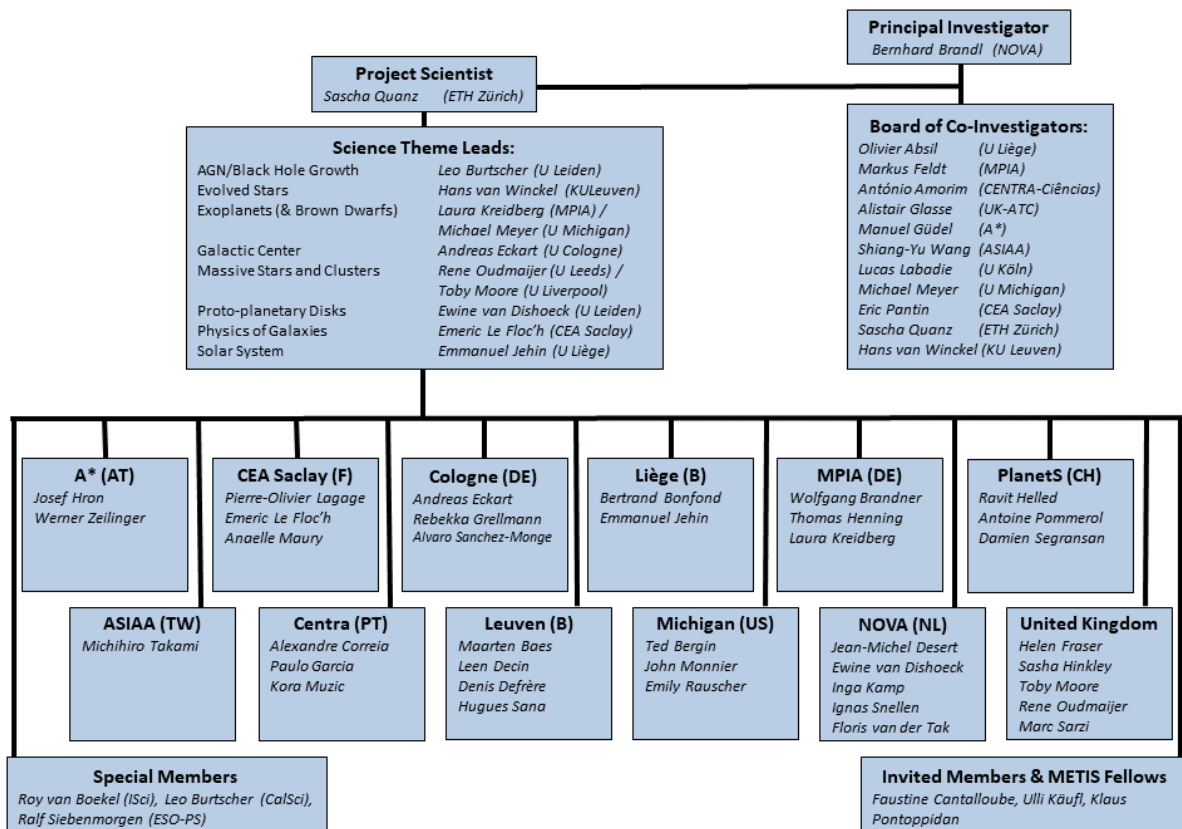 Principal Investigator
Bernhard Brandl (NOVA)
Project Scientist
Sascha Quanz (ETH Zürich)
Science Theme Leads:
AGN/Black Hole Growth Leo Burtscher (U Leiden)
Evolved Stars Hans van Winckel (KULeuven)
Exoplanets (& Brown Dwarfs) Laura Kreidberg (MPIA) /
Michael Meyer (U Michigan)
Galactic Center Andreas Eckart (U Cologne)
Massive Stars and Clusters Rene Oudmaijer (U Leeds) /
Toby Moore (U Liverpool)
Proto-planetary Disks Ewine van Dishoeck (U Leiden)
Physics of Galaxies Emeric Le Floc'h (CEA Saclay)
Solar System Emmanuel Jehin (U Liège)
Board of Co-Investigators:
Olivier Absil (U Liège)
Markus Feldt (MPIA)
António Amorim (CENTRA-Ciências)
Alistair Glasse (UK-ATC)
Manuel Güdel (A*)
Shiang-Yu Wang (ASIAA)
Lucas Labadie (U Köln)
Michael Meyer (U Michigan)
Eric Pantin (CEA Saclay)
Sascha Quanz (ETH Zürich)
Hans van Winckel (KU Leuven)
A* (AT)
Josef Hron
Werner Zeilinger
CEA Saclay (F)
Pierre-Olivier Lagage
Emeric Le Floc'h
Anaelle Maury
Cologne (DE)
Andreas Eckart
Rebekka Grellmann
Alvaro Sanchez-Monge
Liège (B)
Bertrand Bonfond
Emmanuel Jehin
MPIA (DE)
Wolfgang Brandner
Thomas Henning
Laura Kreidberg
PlanetS (CH)
Ravit Helled
Antoine Pommerol
Damien Segransan
ASIAA (TW)
Michihiro Takami
Centra (PT)
Alexandre Correia
Paulo Garcia
Kora Muzic
Leuven (B)
Maarten Baes
Leen Decin
Denis Defrère
Hugues Sana
Michigan (US)
Ted Bergin
John Monnier
Emily Rauscher
NOVA (NL)
Jean-Michel Desert
Ewine van Dishoeck
Inga Kamp
Ignas Snellen
Floris van der Tak
United Kingdom
Helen Fraser
Sasha Hinkley
Toby Moore
Rene Oudmaijer
Marc Sarzi
Special Members
Roy van Boekel (ISci), Leo Burtscher (CalSci),
Ralf Siebenmorgen (ESO-PS)
Invited Members & METIS Fellows
Faustine Cantalloube, Ulli Käufl, Klaus
Pontoppidan